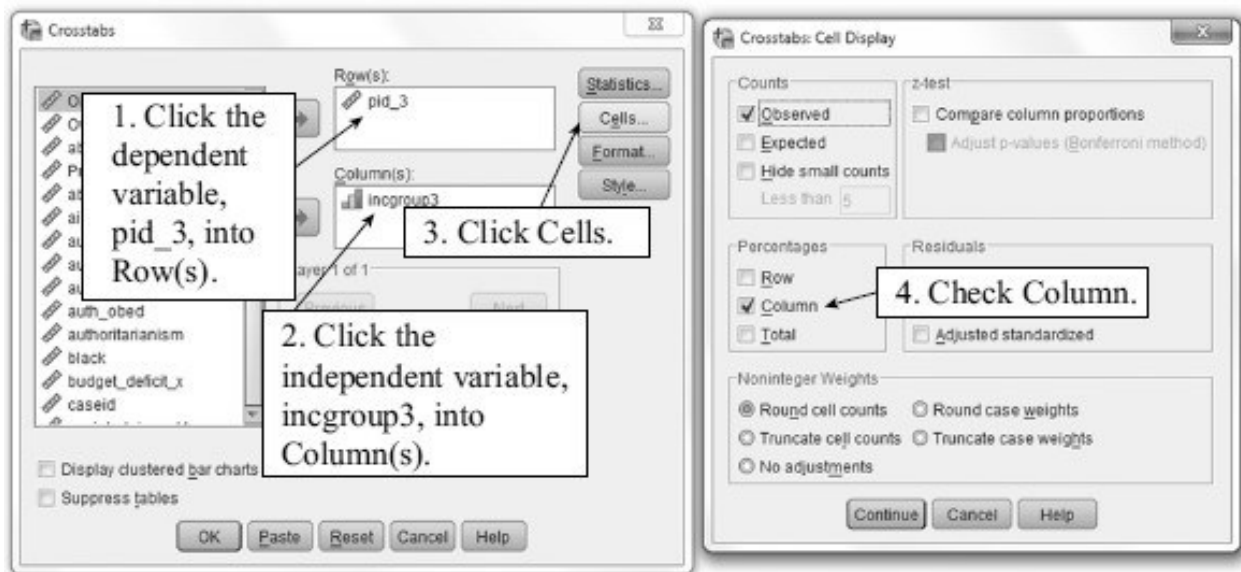 Crosstabs
Row(s):
pid_3
Statistics...
Cells...
Format...
Style...
1. Click the
dependent
variable,
pid_3, into
Row(s).
Column(s):
incgroup3
3. Click Cells.
ayer 1 of 1
auth_obed
authoritarianism
black
budget_deficit_x
caseid
2. Click the
independent variable,
incgroup3, into
Column(s).
Display clustered bar charts
Suppress tables
OK Paste Reset Cancel Help
Crosstabs: Cell Display
Counts
Observed
Expected
Hide small counts
Less than 5
z-test
Compare column proportions
Adjust p-values (Bonferroni method)
Percentages
Row
Column
Total
Residuals
4. Check Column.
Adjusted standardized
Noninteger Weights
Round cell counts Round case weights
Truncate cell counts Truncate case weights
No adjustments
Continue Cancel Help